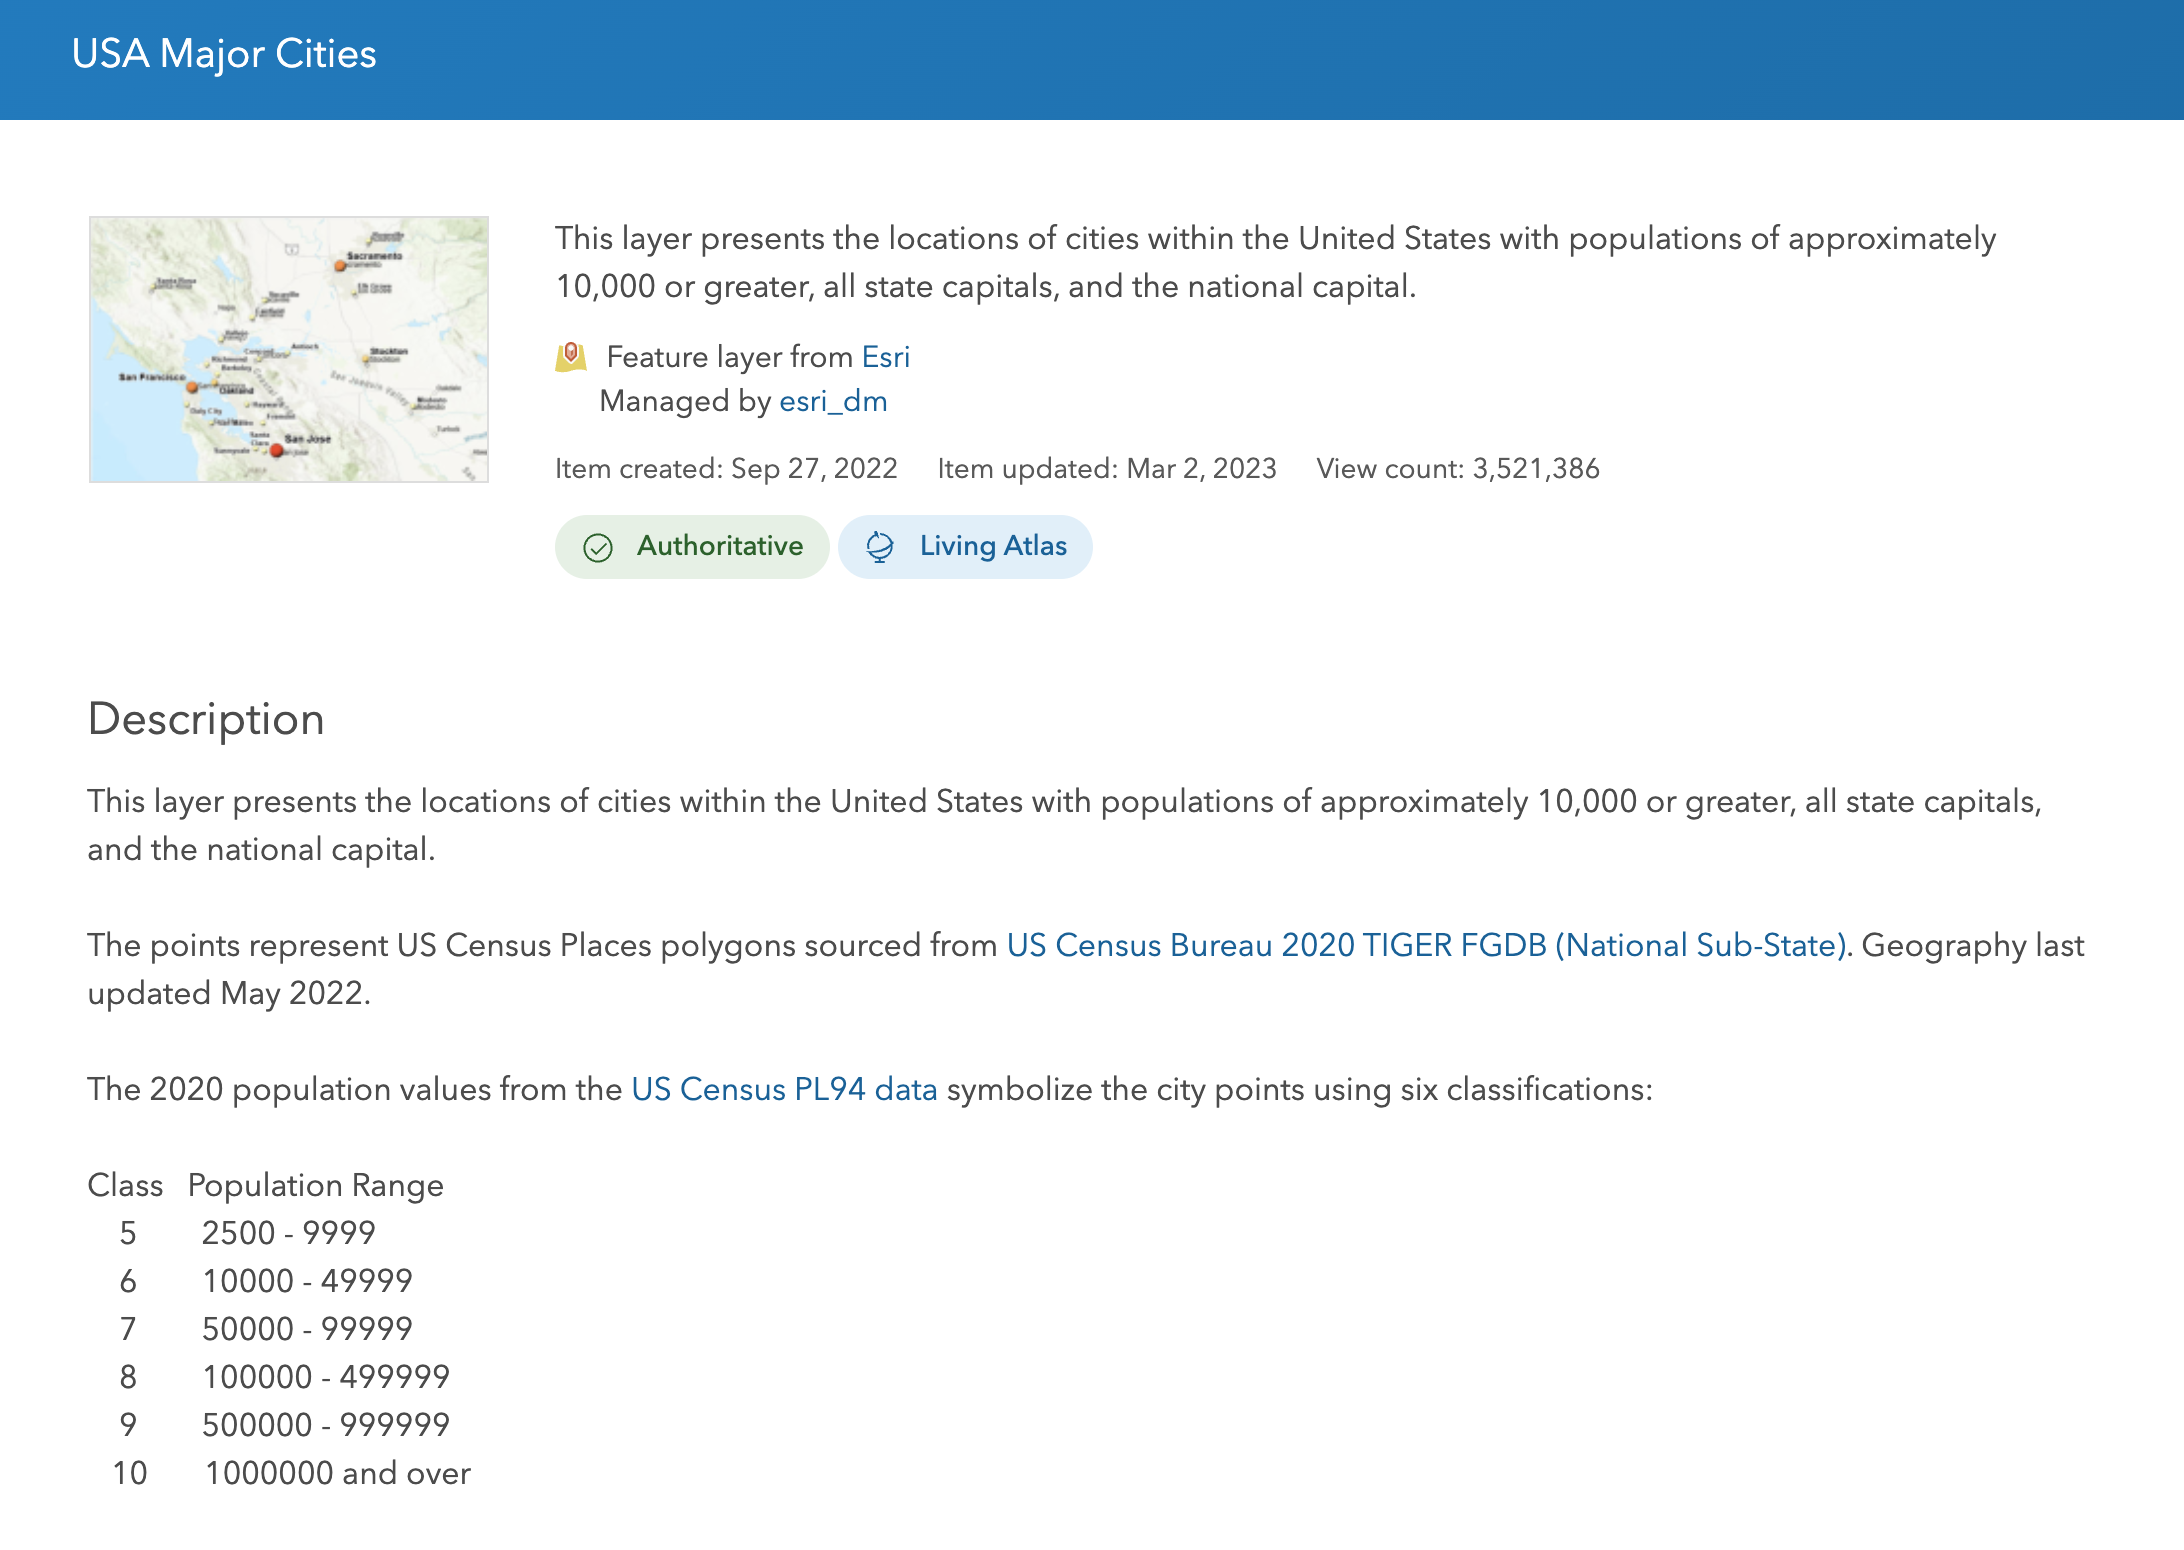 USA Major Cities
Sacramento
San Francisco
Oakland
Daly City
Antioch
Stockton
San Jose
This layer presents the locations of cities within the United States with populations of approximately
10,000 or greater, all state capitals, and the national capital.
Feature layer from Esri
Managed by esri_dm
Item created: Sep 27, 2022 Item updated: Mar 2, 2023 View count: 3,521,386
Authoritative Living Atlas
Description
This layer presents the locations of cities within the United States with populations of approximately 10,000 or greater, all state capitals,
and the national capital.
The points represent US Census Places polygons sourced from US Census Bureau 2020 TIGER FGDB (National Sub-State). Geography last
updated May 2022.
The 2020 population values from the US Census PL94 data symbolize the city points using six classifications:
Class Population Range
5 2500 - 9999
6 10000 - 49999
7 50000 - 99999
8 100000 - 499999
9 500000 - 999999
10 1000000 and over